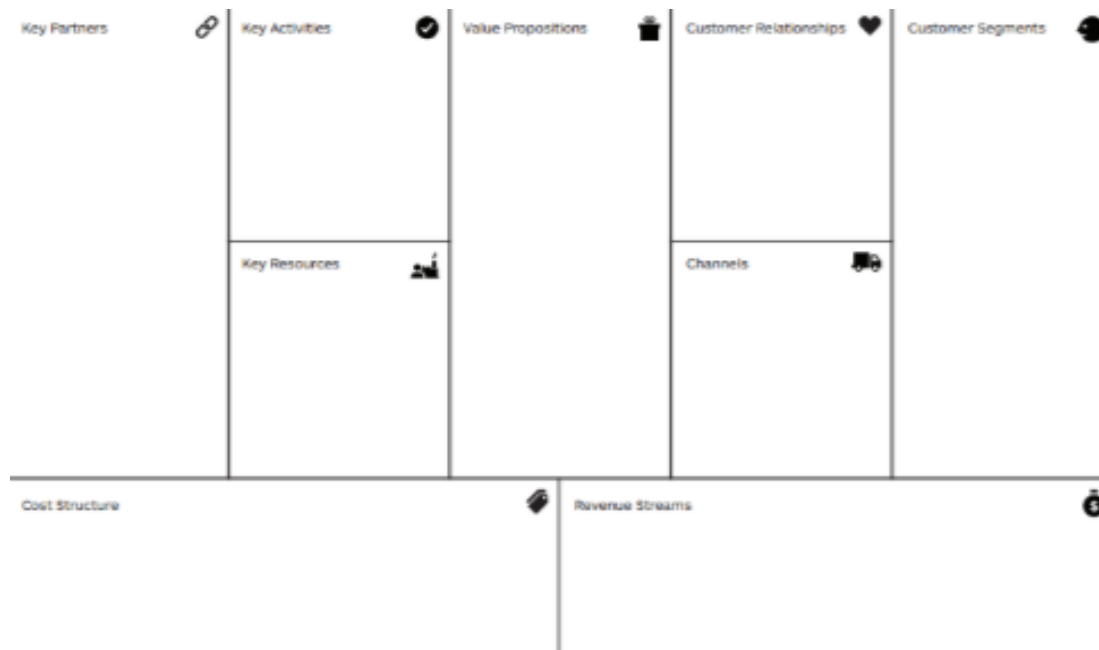 Key Partners
Key Activities
Value Propositions
Customer Relationships
Customer Segments
Key Resources
Channels
Cost Structure
Revenue Streams
$